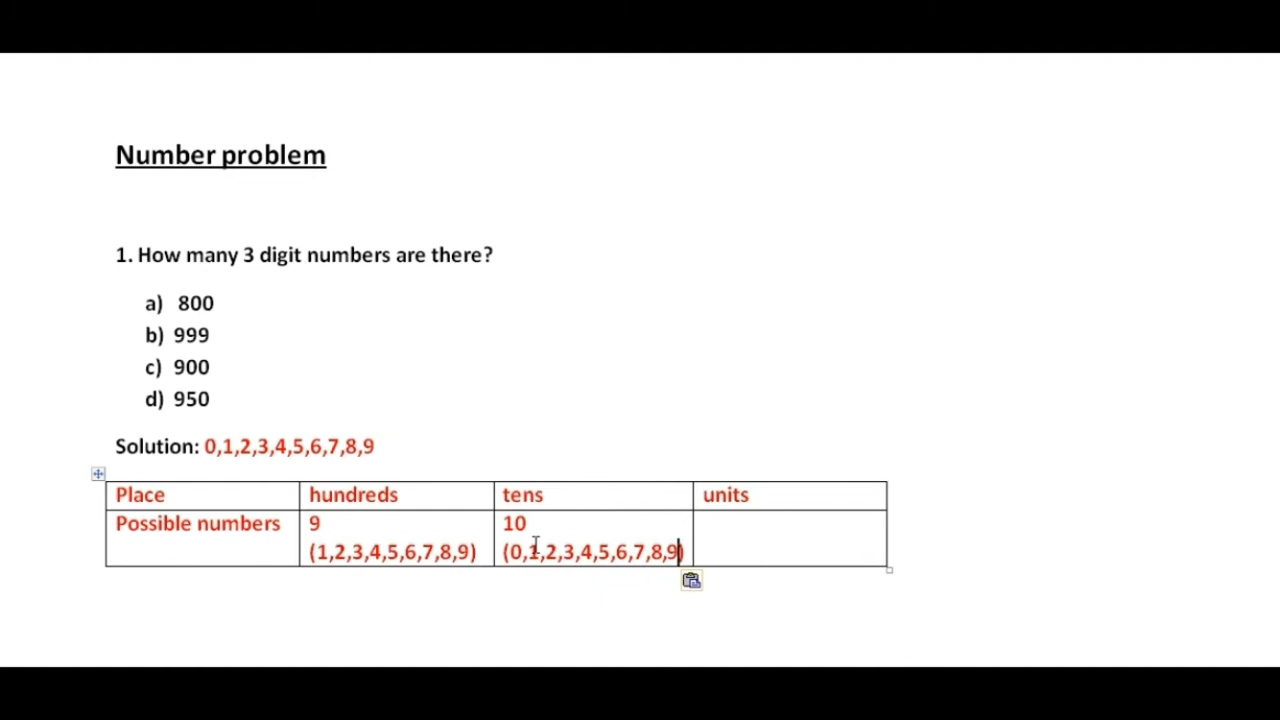 Number problem
1. How many 3 digit numbers are there?
a) 800
b) 999
c) 900
d) 950
Solution: 0,1,2,3,4,5,6,7,8,9
Place hundreds tens units
Possible numbers 9 10
(1,2,3,4,5,6,7,8,9) (0,1,2,3,4,5,6,7,8,9)